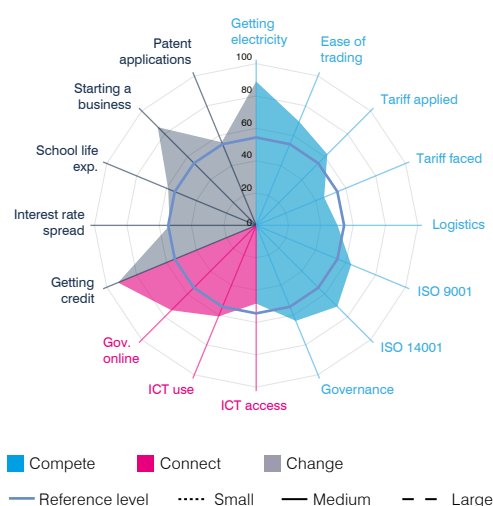 Getting
electricity
Patent
applications
Ease of
trading
100
Starting a
business
80
Tariff applied
60
School life
exp.
40
Tariff faced
20
Interest rate
spread
0
Logistics
Getting
credit
ISO 9001
Gov.
online
ISO 14001
ICT use
Governance
ICT access
Compete Connect Change
Reference level Small Medium Large